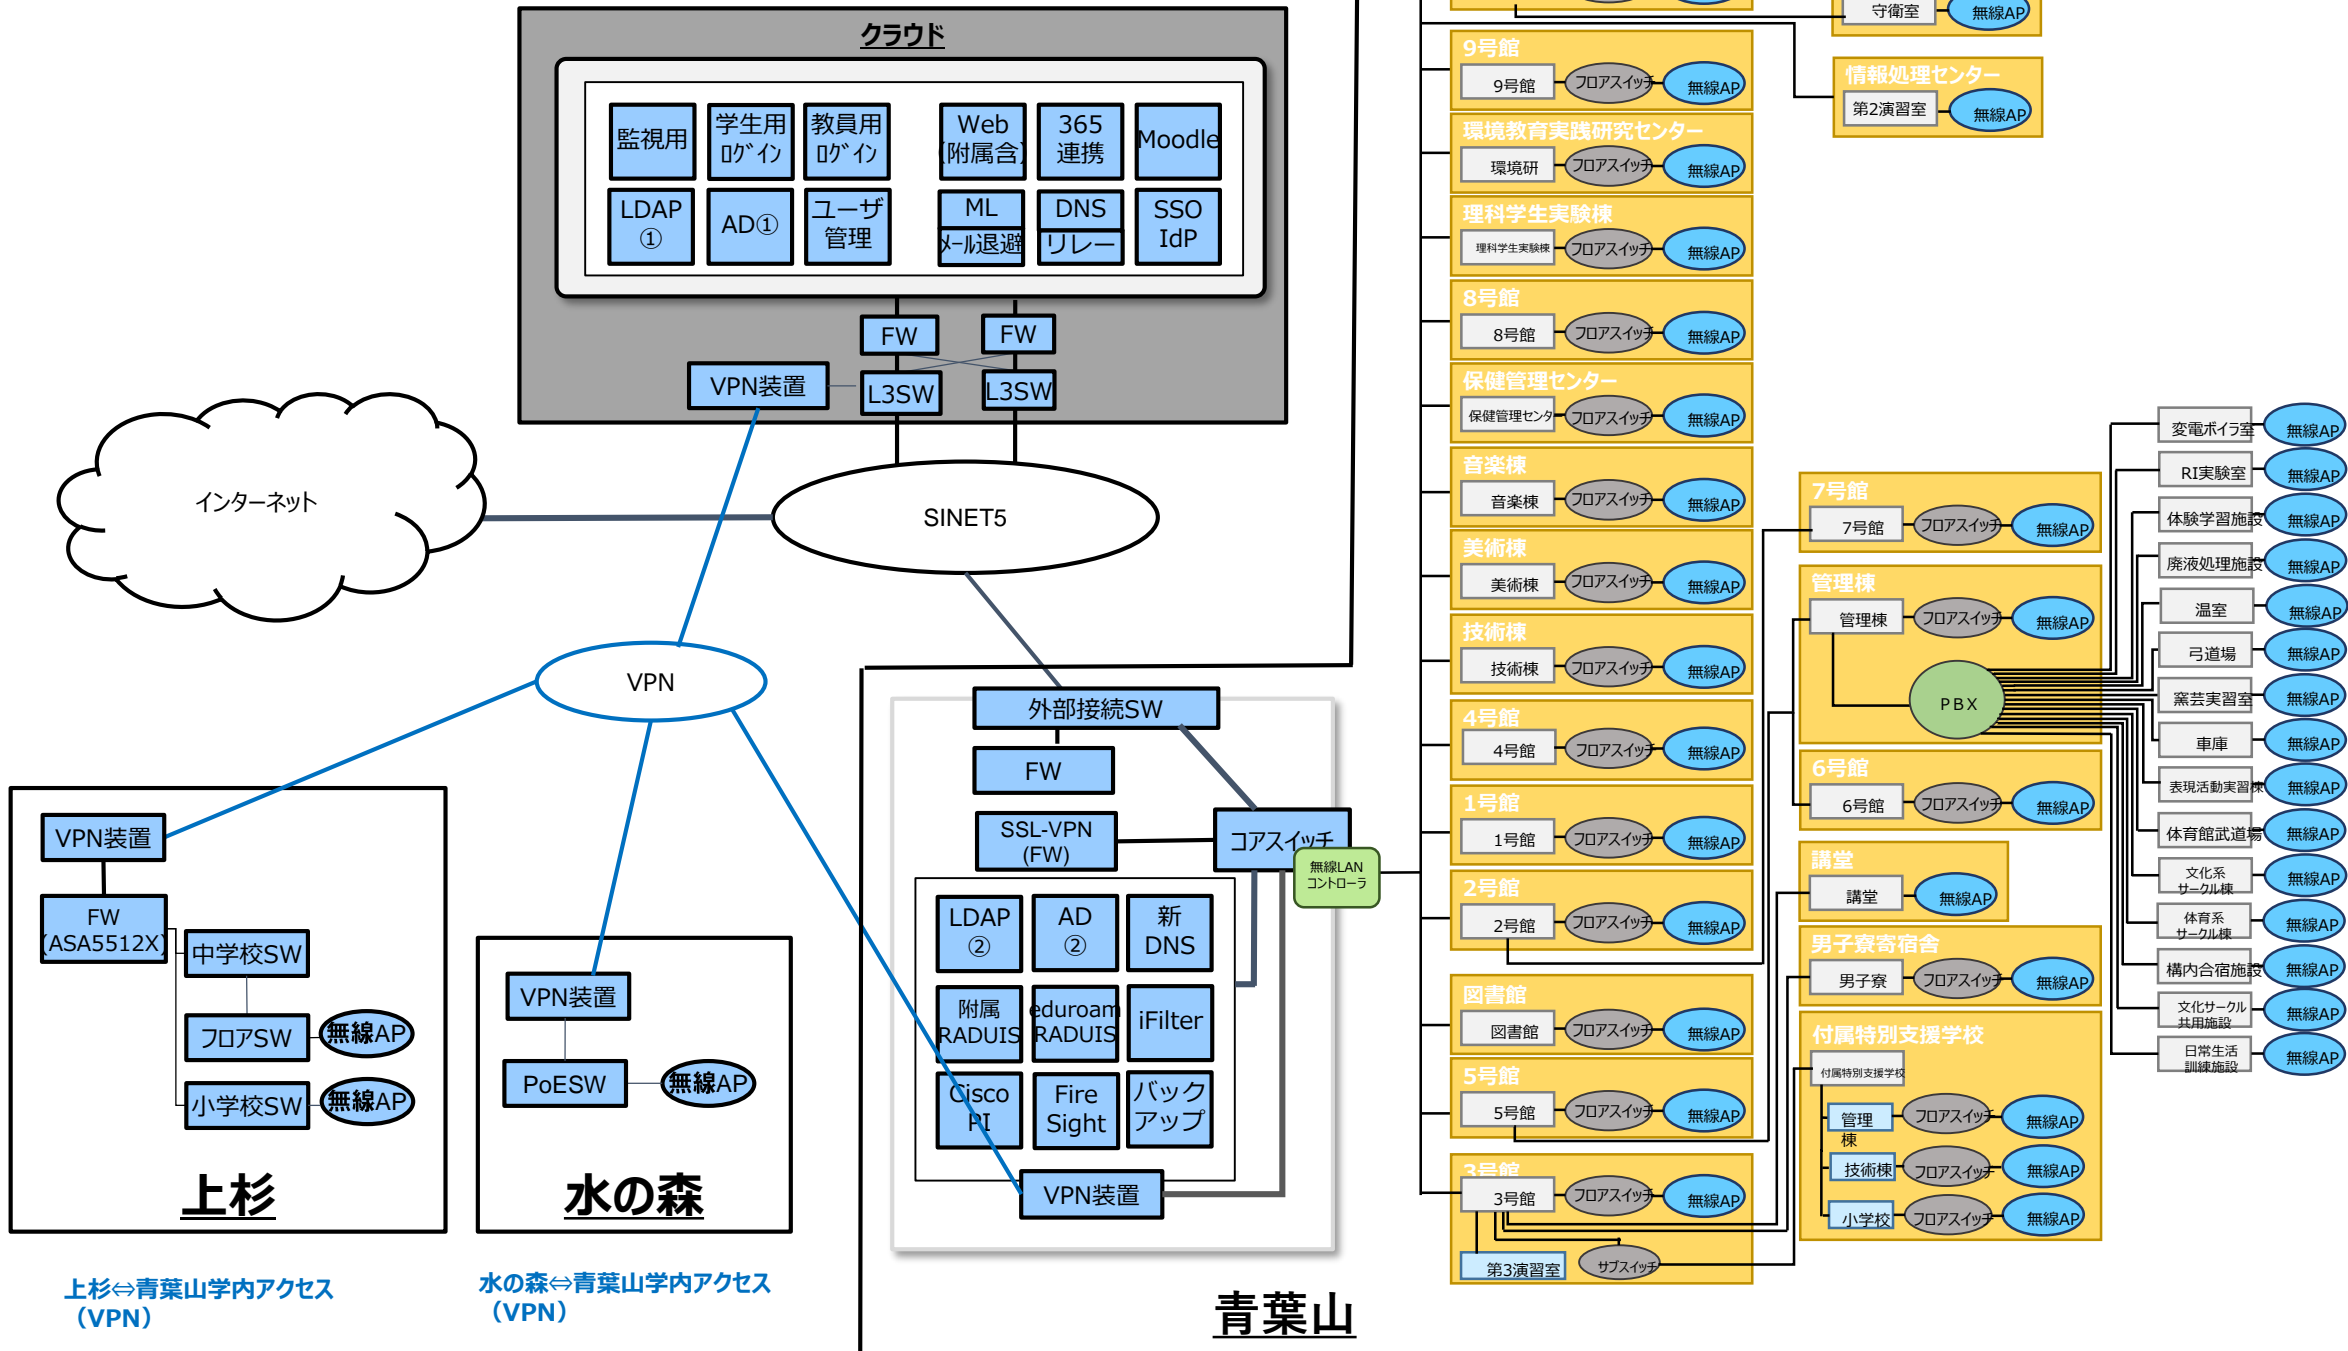 クラウド
監視用
学生用
ログイン
教員用
ログイン
Web
(附属含)
365
連携
Moodle
LDAP
①
AD①
ユーザ
管理
ML
メール退避
DNS
リレー
SSO
IdP
FW
FW
VPN装置
L3SW
L3SW
インターネット
SINET5
VPN
VPN装置
FW
(ASA5512X)
中学校SW
フロアSW
無線AP
小学校SW
無線AP
上杉
上杉⇔青葉山学内アクセス
（VPN）
VPN装置
PoESW
無線AP
水の森
水の森⇔青葉山学内アクセス
（VPN）
外部接続SW
FW
SSL-VPN
(FW)
コアスイッチ
無線LAN
コントローラ
LDAP
②
AD
②
新
DNS
附属
RADUIS
eduroam
RADUIS
iFilter
Cisco
PI
Fire
Sight
バック
アップ
VPN装置
青葉山
守衛室
無線AP
9号館
9号館
フロアスイッチ
無線AP
情報処理センター
第2演習室
無線AP
環境教育実践研究センター
環境研
フロアスイッチ
無線AP
理科学生実験棟
理科学生実験棟
フロアスイッチ
無線AP
8号館
8号館
フロアスイッチ
無線AP
保健管理センター
保健管理センタ
フロアスイッチ
無線AP
音楽棟
音楽棟
フロアスイッチ
無線AP
美術棟
美術棟
フロアスイッチ
無線AP
技術棟
技術棟
フロアスイッチ
無線AP
4号館
4号館
フロアスイッチ
無線AP
1号館
1号館
フロアスイッチ
無線AP
2号館
2号館
フロアスイッチ
無線AP
図書館
図書館
フロアスイッチ
無線AP
5号館
5号館
フロアスイッチ
無線AP
3号館
3号館
フロアスイッチ
無線AP
第3演習室
サブスイッチ
7号館
7号館
フロアスイッチ
無線AP
管理棟
管理棟
フロアスイッチ
無線AP
PBX
6号館
6号館
フロアスイッチ
無線AP
講堂
講堂
無線AP
男子寮寄宿舎
男子寮
フロアスイッチ
無線AP
付属特別支援学校
付属特別支援学校
管理
棟
フロアスイッチ
無線AP
技術棟
フロアスイッチ
無線AP
小学校
フロアスイッチ
無線AP
変電ボイラ室
無線AP
RI実験室
無線AP
体験学習施設
無線AP
廃液処理施設
無線AP
温室
無線AP
弓道場
無線AP
窯芸実習室
無線AP
車庫
無線AP
表現活動実習棟
無線AP
体育館武道場
無線AP
文化系
サークル棟
無線AP
体育系
サークル棟
無線AP
構内合宿施設
無線AP
文化サークル
共用施設
無線AP
日常生活
訓練施設
無線AP